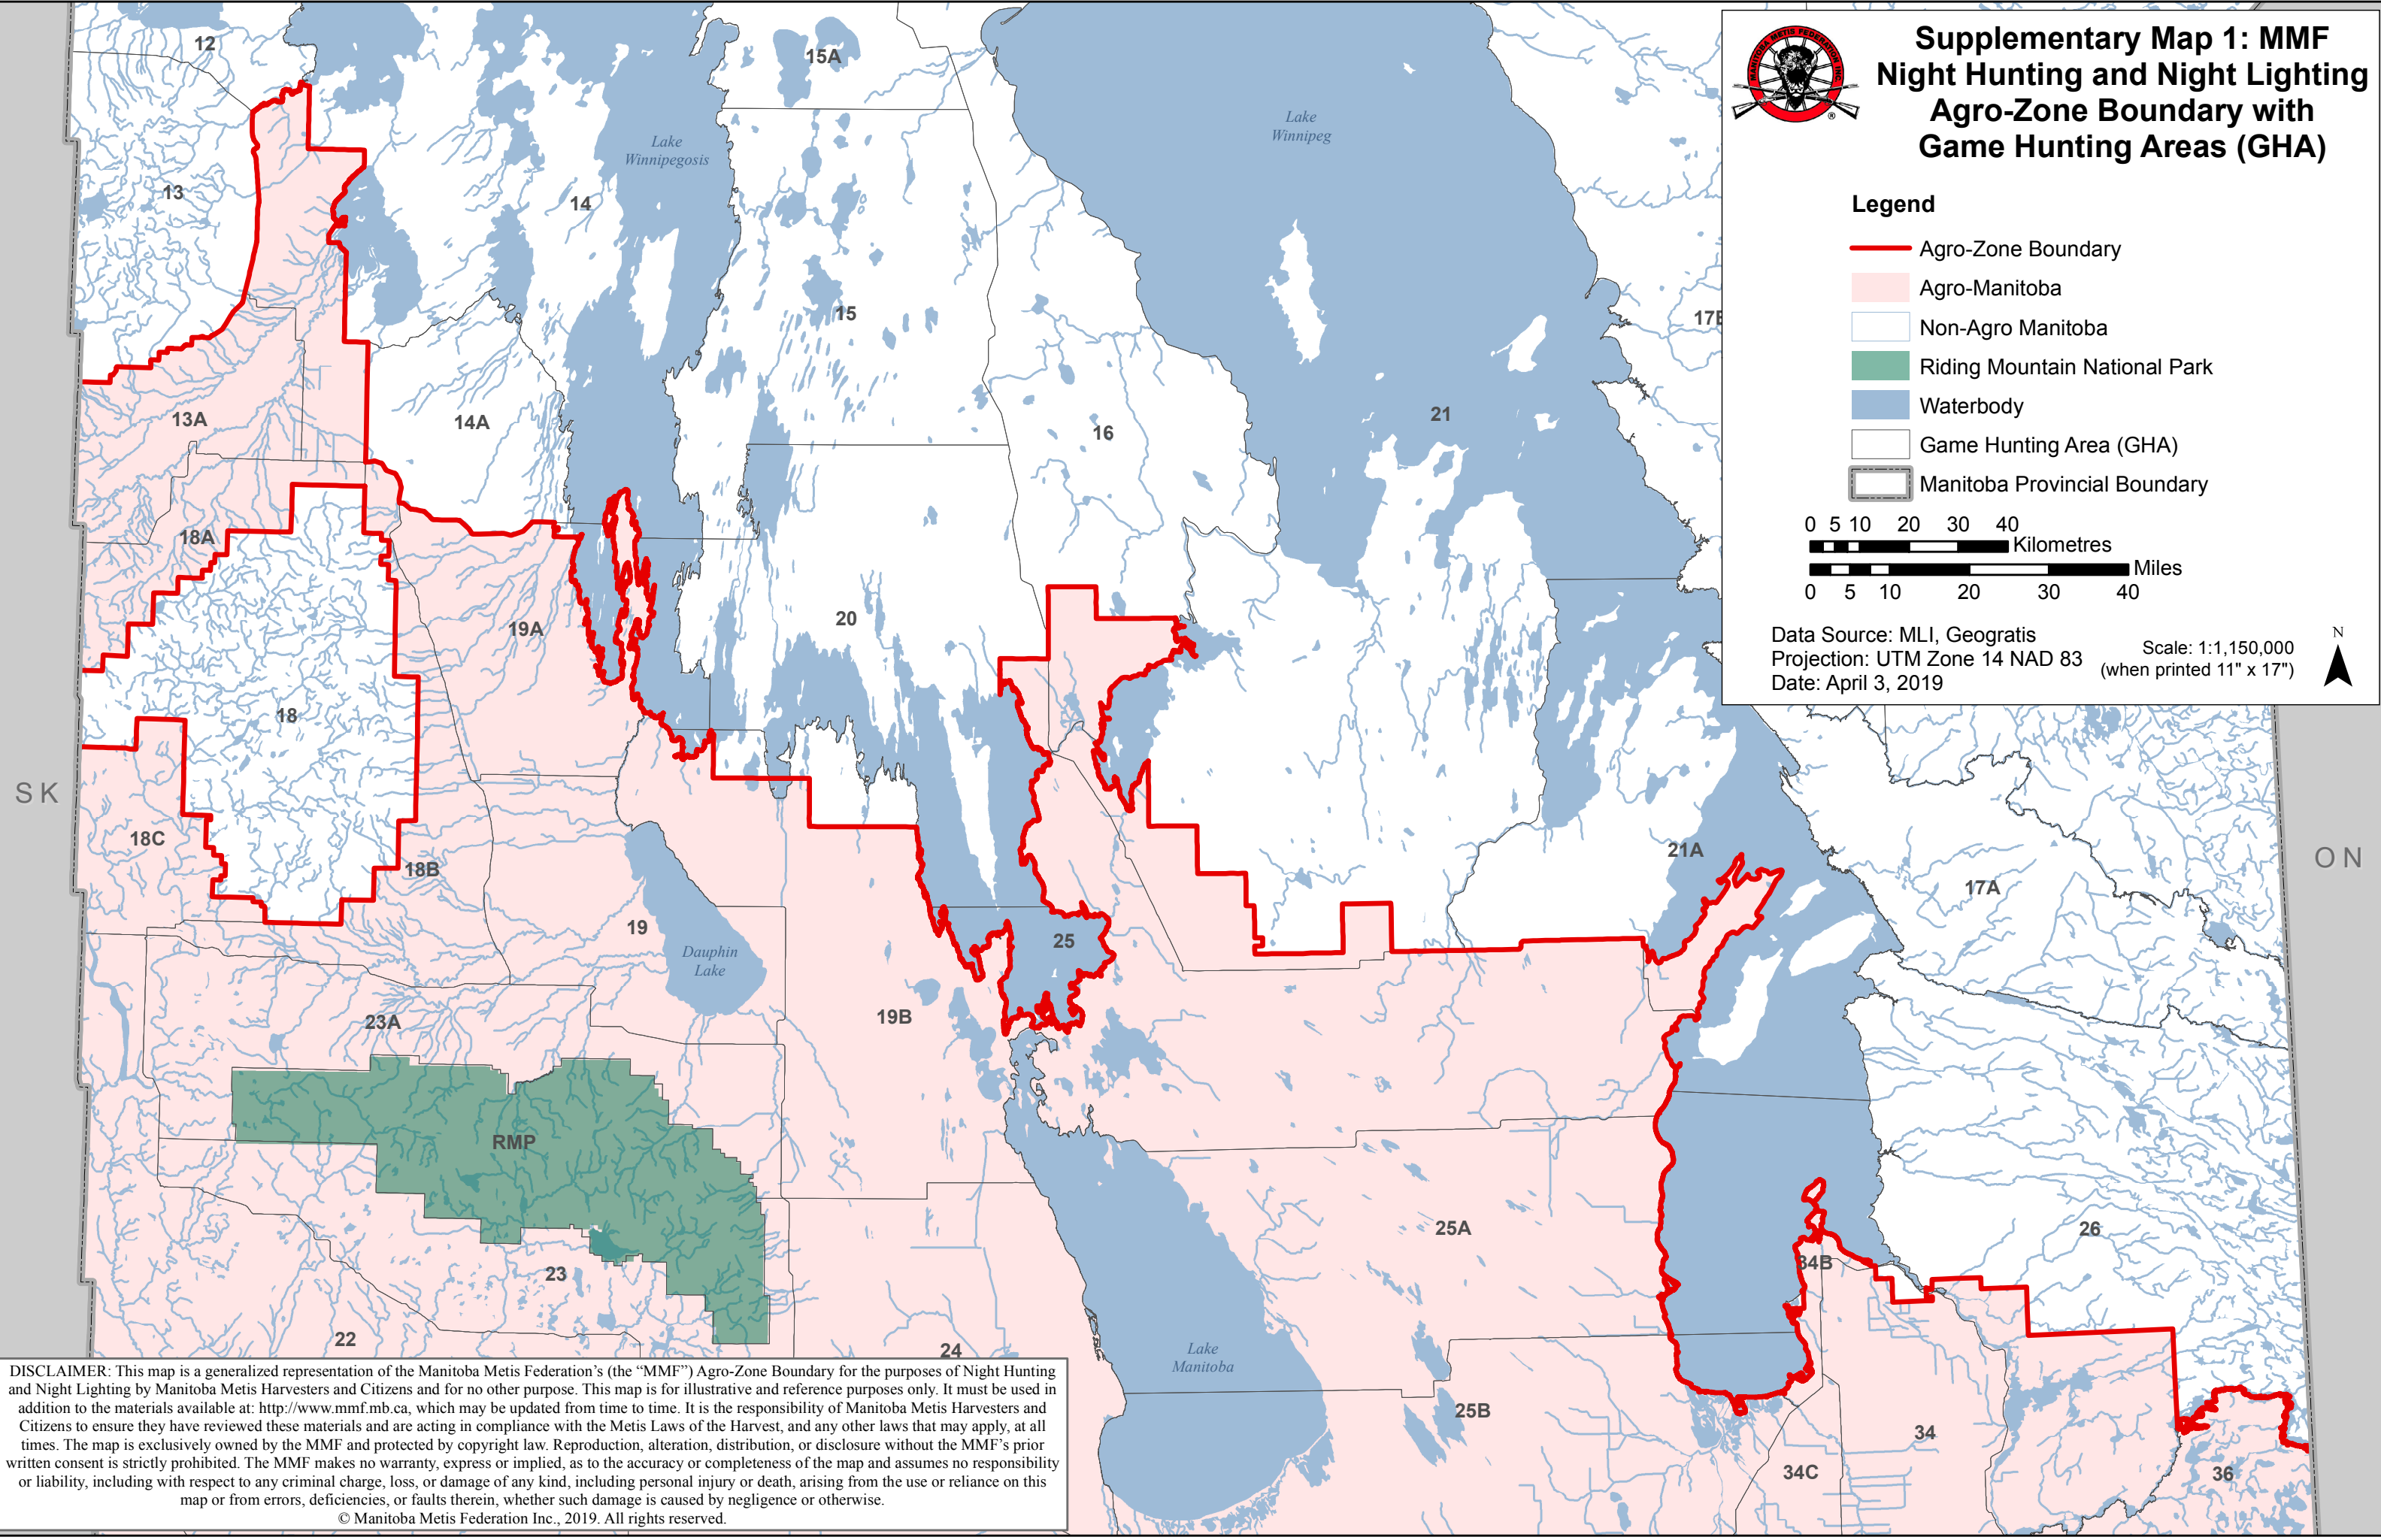 Supplementary Map 1: MMF
Night Hunting and Night Lighting
Agro-Zone Boundary with
Game Hunting Areas (GHA)
MANITOBA METIS FEDERATION INC.
®
Legend
Agro-Zone Boundary
Agro-Manitoba
Non-Agro Manitoba
Riding Mountain National Park
Waterbody
Game Hunting Area (GHA)
Manitoba Provincial Boundary
0 5 10 20 30 40
Kilometres
Miles
0 5 10 20 30 40
Data Source: MLI, Geogratis
Projection: UTM Zone 14 NAD 83
Date: April 3, 2019
Scale: 1:1,150,000
(when printed 11" x 17")
N
12
15A
Lake
Winnipeg
Lake
Winnipegosis
13
14
15
13A
14A
16
21
18A
19A
20
18
SK
18C
18B
19
Dauphin
Lake
25
21A
17A
ON
23A
19B
RMP
25A
26
23
34B
22
24
Lake
Manitoba
25B
34
34C
36
DISCLAIMER: This map is a generalized representation of the Manitoba Metis Federation's (the “MMF”) Agro-Zone Boundary for the purposes of Night Hunting
and Night Lighting by Manitoba Metis Harvesters and Citizens and for no other purpose. This map is for illustrative and reference purposes only. It must be used in
addition to the materials available at: http://www.mmf.mb.ca, which may be updated from time to time. It is the responsibility of Manitoba Metis Harvesters and
Citizens to ensure they have reviewed these materials and are acting in compliance with the Metis Laws of the Harvest, and any other laws that may apply, at all
times. The map is exclusively owned by the MMF and protected by copyright law. Reproduction, alteration, distribution, or disclosure without the MMF's prior
written consent is strictly prohibited. The MMF makes no warranty, express or implied, as to the accuracy or completeness of the map and assumes no responsibility
or liability, including with respect to any criminal charge, loss, or damage of any kind, including personal injury or death, arising from the use or reliance on this
map or from errors, deficiencies, or faults therein, whether such damage is caused by negligence or otherwise.
© Manitoba Metis Federation Inc., 2019. All rights reserved.